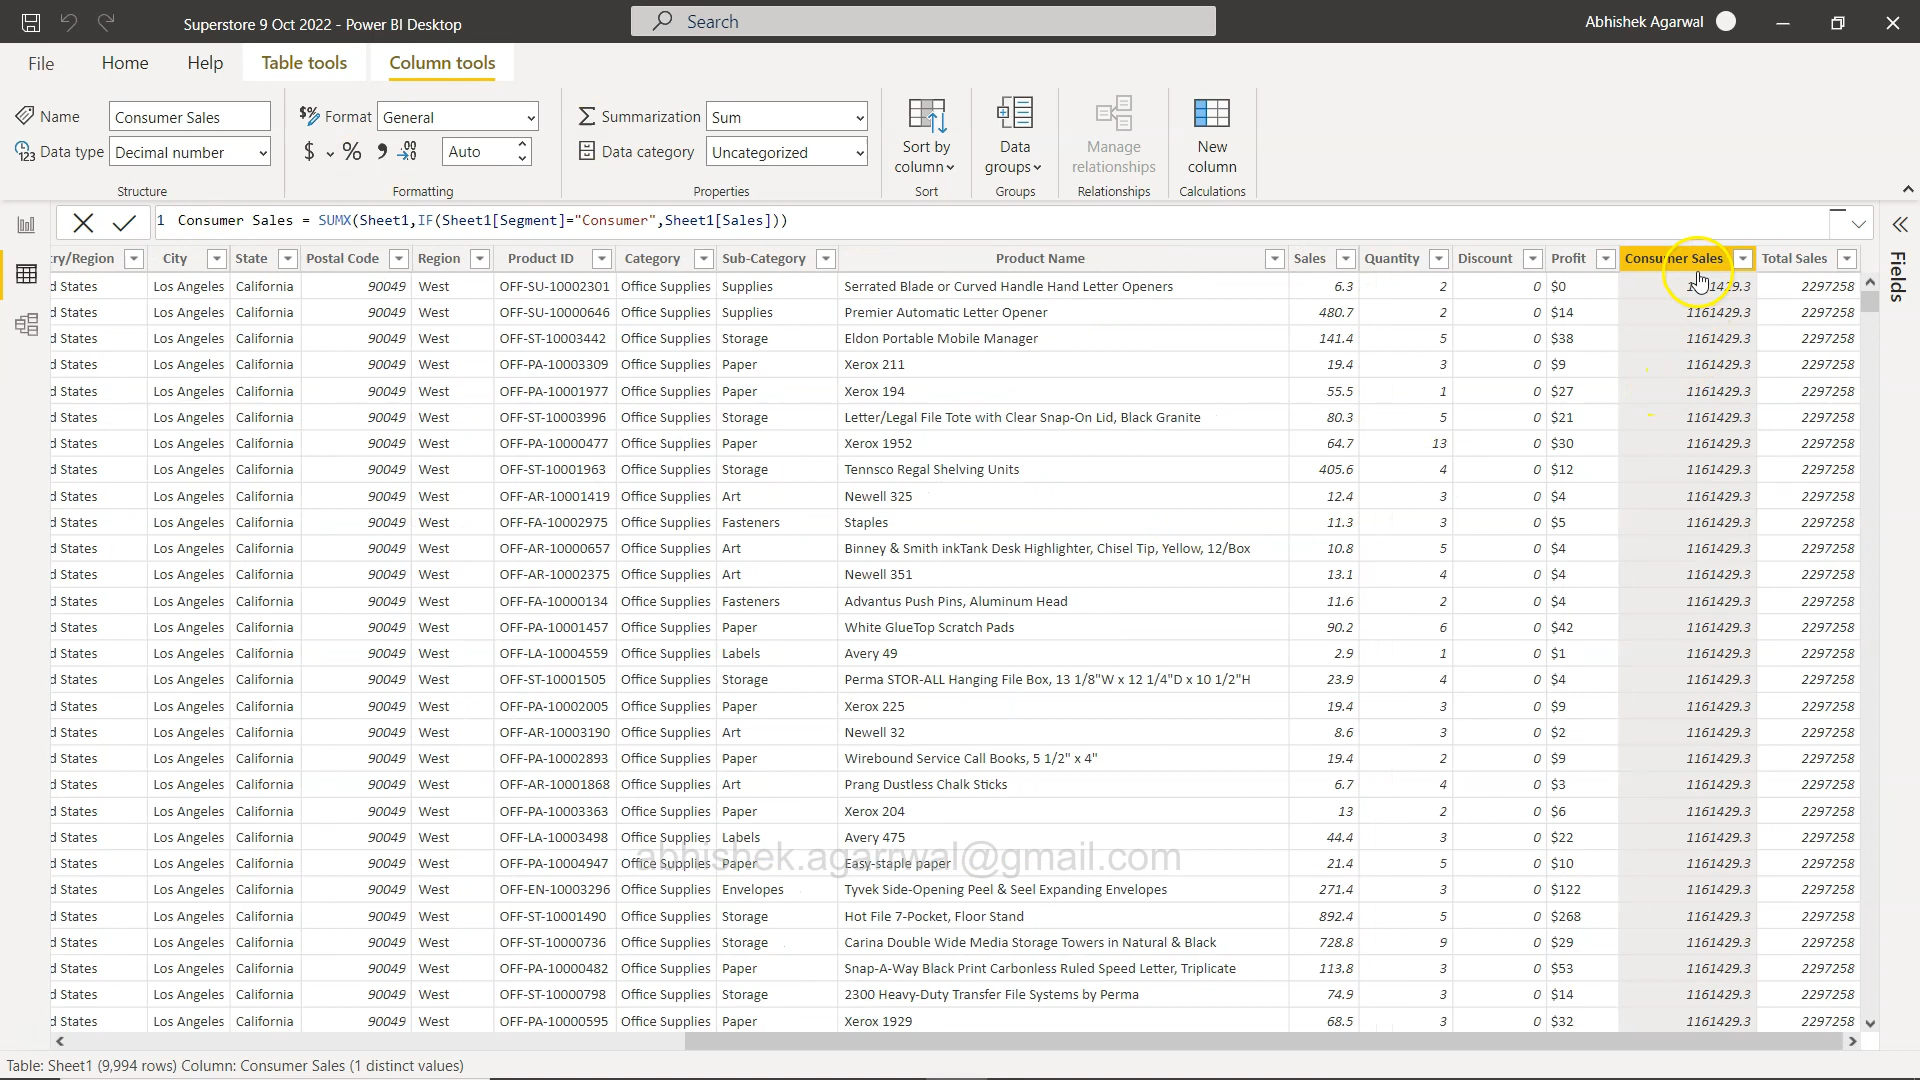 Superstore 9 Oct 2022 - Power BI Desktop
Search
Abhishek Agarwal
File Home Help Table tools Column tools
Name Consumer Sales
Data type Decimal number
Structure
$% Format General
$ % , Auto
Formatting
Summarization Sum
Data category Uncategorized
Properties
Sort by column
Sort
Data groups
Groups
Manage relationships
Relationships
New column
Calculations
1 Consumer Sales = SUMX(Sheet1,IF(Sheet1[Segment]="Consumer",Sheet1[Sales]))
Fields
ry/Region City State Postal Code Region Product ID Category Sub-Category Product Name Sales Quantity Discount Profit Consumer Sales Total Sales
d States Los Angeles California 90049 West OFF-SU-10002301 Office Supplies Supplies Serrated Blade or Curved Handle Hand Letter Openers 6.3 2 0 $0 1161429.3 2297258
d States Los Angeles California 90049 West OFF-SU-10000646 Office Supplies Supplies Premier Automatic Letter Opener 480.7 2 0 $14 1161429.3 2297258
d States Los Angeles California 90049 West OFF-ST-10003442 Office Supplies Storage Eldon Portable Mobile Manager 141.4 5 0 $38 1161429.3 2297258
d States Los Angeles California 90049 West OFF-PA-10003309 Office Supplies Paper Xerox 211 19.4 3 0 $9 1161429.3 2297258
d States Los Angeles California 90049 West OFF-PA-10001977 Office Supplies Paper Xerox 194 55.5 1 0 $27 1161429.3 2297258
d States Los Angeles California 90049 West OFF-ST-10003996 Office Supplies Storage Letter/Legal File Tote with Clear Snap-On Lid, Black Granite 80.3 5 0 $21 1161429.3 2297258
d States Los Angeles California 90049 West OFF-PA-10000477 Office Supplies Paper Xerox 1952 64.7 13 0 $30 1161429.3 2297258
d States Los Angeles California 90049 West OFF-ST-10001963 Office Supplies Storage Tennsco Regal Shelving Units 405.6 4 0 $12 1161429.3 2297258
d States Los Angeles California 90049 West OFF-AR-10001419 Office Supplies Art Newell 325 12.4 3 0 $4 1161429.3 2297258
d States Los Angeles California 90049 West OFF-FA-10002975 Office Supplies Fasteners Staples 11.3 3 0 $5 1161429.3 2297258
d States Los Angeles California 90049 West OFF-AR-10000657 Office Supplies Art Binney & Smith inkTank Desk Highlighter, Chisel Tip, Yellow, 12/Box 10.8 5 0 $4 1161429.3 2297258
d States Los Angeles California 90049 West OFF-AR-10002375 Office Supplies Art Newell 351 13.1 4 0 $4 1161429.3 2297258
d States Los Angeles California 90049 West OFF-FA-10000134 Office Supplies Fasteners Advantus Push Pins, Aluminum Head 11.6 2 0 $4 1161429.3 2297258
d States Los Angeles California 90049 West OFF-PA-10001457 Office Supplies Paper White GlueTop Scratch Pads 90.2 6 0 $42 1161429.3 2297258
d States Los Angeles California 90049 West OFF-LA-10004559 Office Supplies Labels Avery 49 2.9 1 0 $1 1161429.3 2297258
d States Los Angeles California 90049 West OFF-ST-10001505 Office Supplies Storage Perma STOR-ALL Hanging File Box, 13 1/8"W x 12 1/4"D x 10 1/2"H 23.9 4 0 $4 1161429.3 2297258
d States Los Angeles California 90049 West OFF-PA-10002005 Office Supplies Paper Xerox 225 19.4 3 0 $9 1161429.3 2297258
d States Los Angeles California 90049 West OFF-AR-10003190 Office Supplies Art Newell 32 8.6 3 0 $2 1161429.3 2297258
d States Los Angeles California 90049 West OFF-PA-10002893 Office Supplies Paper Wirebound Service Call Books, 5 1/2" x 4" 19.4 2 0 $9 1161429.3 2297258
d States Los Angeles California 90049 West OFF-AR-10001868 Office Supplies Art Prang Dustless Chalk Sticks 6.7 4 0 $3 1161429.3 2297258
d States Los Angeles California 90049 West OFF-PA-10003363 Office Supplies Paper Xerox 204 13 2 0 $6 1161429.3 2297258
d States Los Angeles California 90049 West OFF-LA-10003498 Office Supplies Labels Avery 475 44.4 3 0 $22 1161429.3 2297258
d States Los Angeles California 90049 West OFF-PA-10004947 Office Supplies Paper Easy-staple paper 21.4 5 0 $10 1161429.3 2297258
abhishek.agarrwal@gmail.com
d States Los Angeles California 90049 West OFF-EN-10003296 Office Supplies Envelopes Tyvek Side-Opening Peel & Seel Expanding Envelopes 271.4 3 0 $122 1161429.3 2297258
d States Los Angeles California 90049 West OFF-ST-10001490 Office Supplies Storage Hot File 7-Pocket, Floor Stand 892.4 5 0 $268 1161429.3 2297258
d States Los Angeles California 90049 West OFF-ST-10000736 Office Supplies Storage Carina Double Wide Media Storage Towers in Natural & Black 728.8 9 0 $29 1161429.3 2297258
d States Los Angeles California 90049 West OFF-PA-10000482 Office Supplies Paper Snap-A-Way Black Print Carbonless Ruled Speed Letter, Triplicate 113.8 3 0 $53 1161429.3 2297258
d States Los Angeles California 90049 West OFF-ST-10000798 Office Supplies Storage 2300 Heavy-Duty Transfer File Systems by Perma 74.9 3 0 $14 1161429.3 2297258
d States Los Angeles California 90049 West OFF-PA-10000595 Office Supplies Paper Xerox 1929 68.5 3 0 $32 1161429.3 2297258
Table: Sheet1 (9,994 rows) Column: Consumer Sales (1 distinct values)